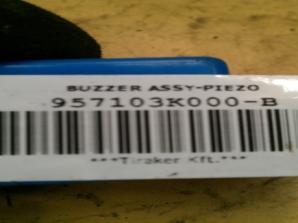 BUZZER ASSY-PIEZO
957103K000-B
***Tiraker Kft.***